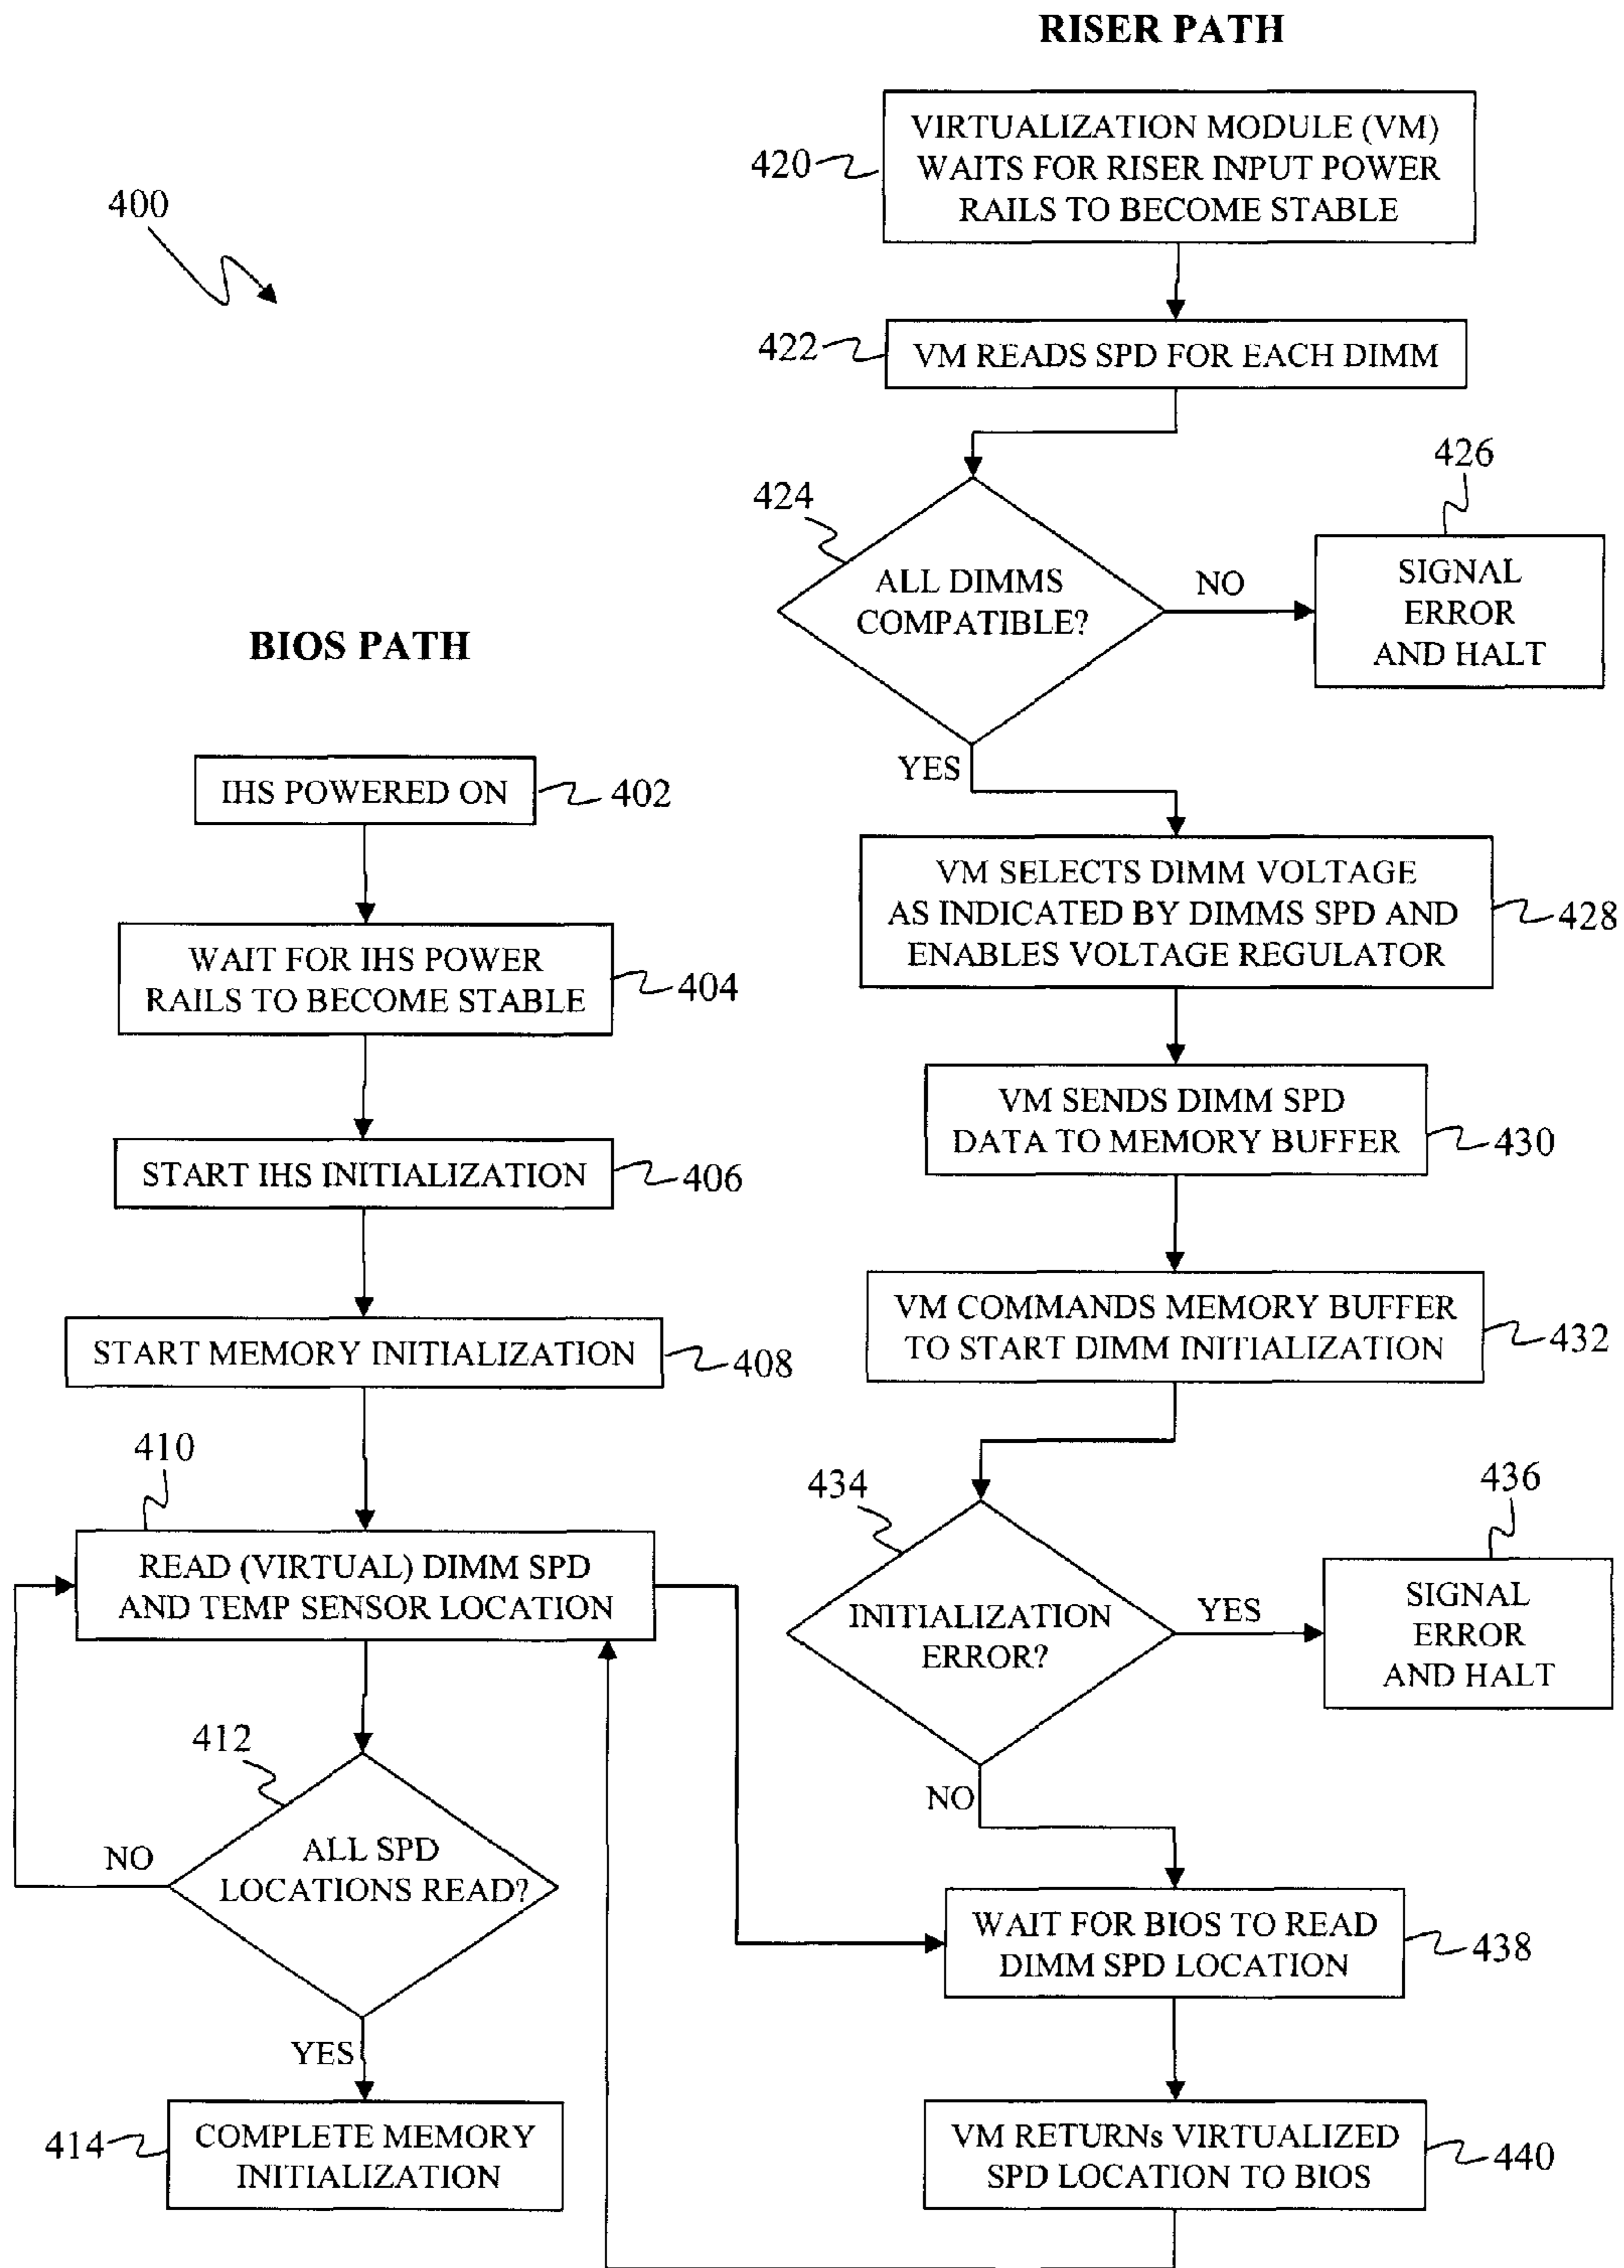 RISER PATH
VIRTUALIZATION MODULE (VM)
WAITS FOR RISER INPUT POWER
RAILS TO BECOME STABLE
420
400
422
VM READS SPD FOR EACH DIMM
424
426
ALL DIMMS
COMPATIBLE?
NO
SIGNAL
ERROR
AND HALT
YES
VM SELECTS DIMM VOLTAGE
AS INDICATED BY DIMMS SPD AND
ENABLES VOLTAGE REGULATOR
428
VM SENDS DIMM SPD
DATA TO MEMORY BUFFER
430
VM COMMANDS MEMORY BUFFER
TO START DIMM INITIALIZATION
432
434
436
INITIALIZATION
ERROR?
YES
SIGNAL
ERROR
AND HALT
NO
WAIT FOR BIOS TO READ
DIMM SPD LOCATION
438
VM RETURNs VIRTUALIZED
SPD LOCATION TO BIOS
440
BIOS PATH
IHS POWERED ON
402
WAIT FOR IHS POWER
RAILS TO BECOME STABLE
404
START IHS INITIALIZATION
406
START MEMORY INITIALIZATION
408
410
READ (VIRTUAL) DIMM SPD
AND TEMP SENSOR LOCATION
412
ALL SPD
LOCATIONS READ?
NO
YES
414
COMPLETE MEMORY
INITIALIZATION